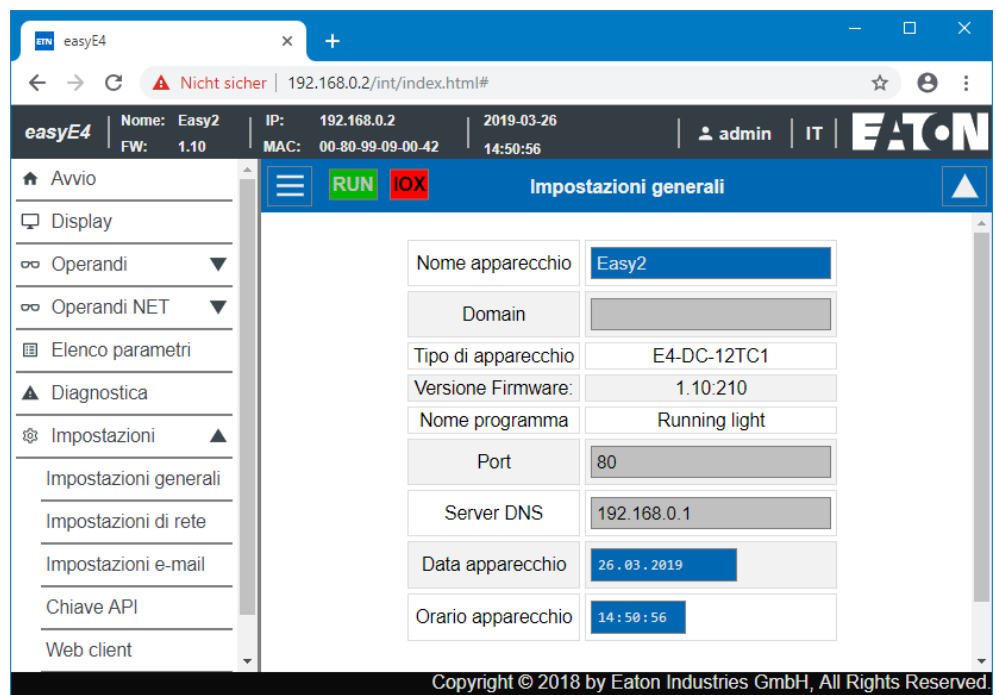 ETN easyE4
Nicht sicher | 192.168.0.2/int/index.html#
easyE4
Nome: Easy2
FW: 1.10
IP: 192.168.0.2
MAC: 00-80-99-09-00-42
2019-03-26
14:50:56
admin
IT
EATON
Avvio
Display
Operandi
Operandi NET
Elenco parametri
Diagnostica
Impostazioni
Impostazioni generali
Impostazioni di rete
Impostazioni e-mail
Chiave API
Web client
RUN IOX Impostazioni generali
Nome apparecchio Easy2
Domain
Tipo di apparecchio E4-DC-12TC1
Versione Firmware: 1.10:210
Nome programma Running light
Port 80
Server DNS 192.168.0.1
Data apparecchio 26.03.2019
Orario apparecchio 14:50:56
Copyright © 2018 by Eaton Industries GmbH, All Rights Reserved.